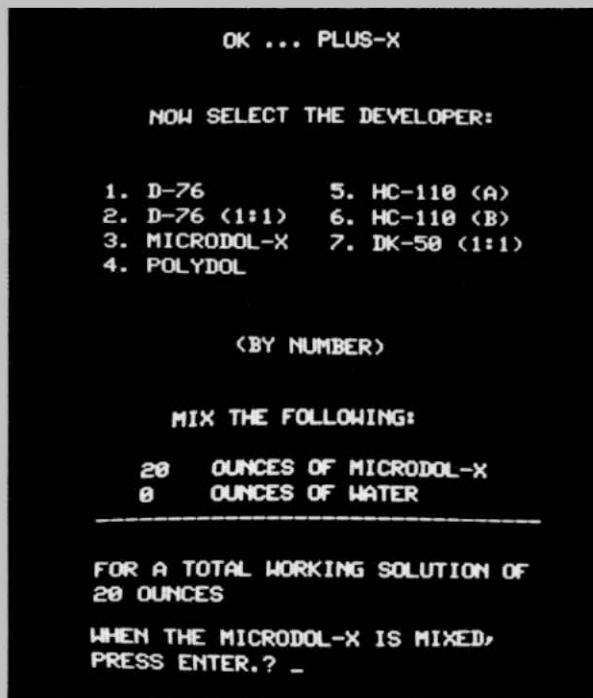 OK ... PLUS-X
NOW SELECT THE DEVELOPER:
1. D-76 5. HC-110 (A)
2. D-76 (1:1) 6. HC-110 (B)
3. MICRODOL-X 7. DK-50 (1:1)
4. POLYDOL
(BY NUMBER)
MIX THE FOLLOWING:
20 OUNCES OF MICRODOL-X
0 OUNCES OF WATER
FOR A TOTAL WORKING SOLUTION OF
20 OUNCES
WHEN THE MICRODOL-X IS MIXED,
PRESS ENTER.? _